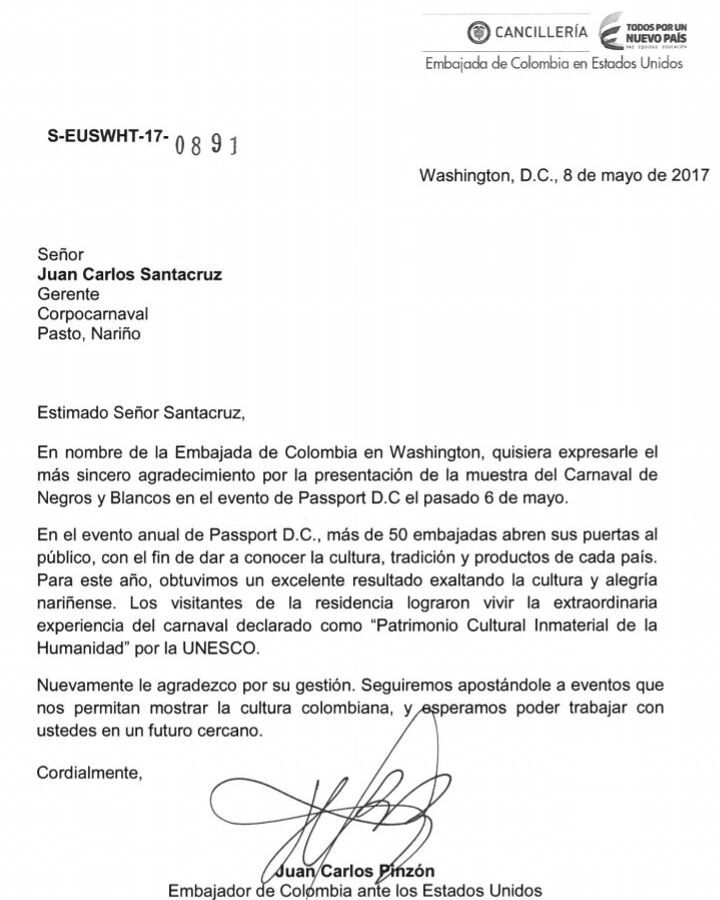 CANCILLERÍA
TODOS POR UN
NUEVO PAÍS
PAZ EQUIDAD EDUCACIÓN
Embajada de Colombia en Estados Unidos
S-EUSWHT-17- 0891
Washington, D.C., 8 de mayo de 2017
Señor
Juan Carlos Santacruz
Gerente
Corpocarnaval
Pasto, Nariño
Estimado Señor Santacruz,
En nombre de la Embajada de Colombia en Washington, quisiera expresarle el
más sincero agradecimiento por la presentación de la muestra del Carnaval de
Negros y Blancos en el evento de Passport D.C el pasado 6 de mayo.
En el evento anual de Passport D.C., más de 50 embajadas abren sus puertas al
público, con el fin de dar a conocer la cultura, tradición y productos de cada país.
Para este año, obtuvimos un excelente resultado exaltando la cultura y alegría
nariñense. Los visitantes de la residencia lograron vivir la extraordinaria
experiencia del carnaval declarado como “Patrimonio Cultural Inmaterial de la
Humanidad” por la UNESCO.
Nuevamente le agradezco por su gestión. Seguiremos apostándole a eventos que
nos permitan mostrar la cultura colombiana, y esperamos poder trabajar con
ustedes en un futuro cercano.
Cordialmente,
Juan Carlos Pinzón
Embajador de Colombia ante los Estados Unidos